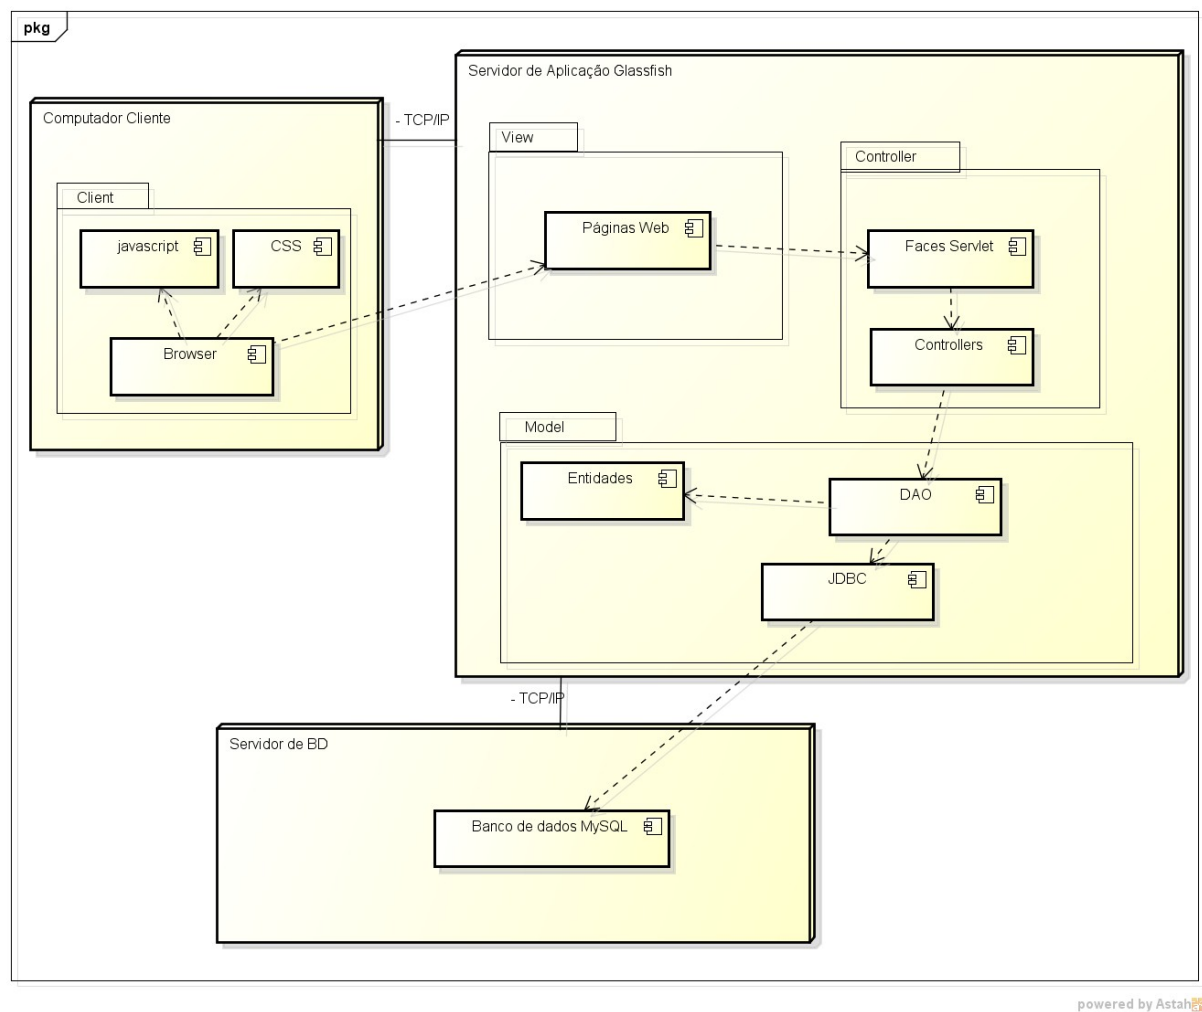 pkg
Servidor de Aplicação Glassfish
Computador Cliente
- TCP/IP
View
Controller
Client
Páginas Web
Faces Servlet
javascript
CSS
Browser
Controllers
Model
Entidades
DAO
JDBC
- TCP/IP
Servidor de BD
Banco de dados MySQL
powered by Astah